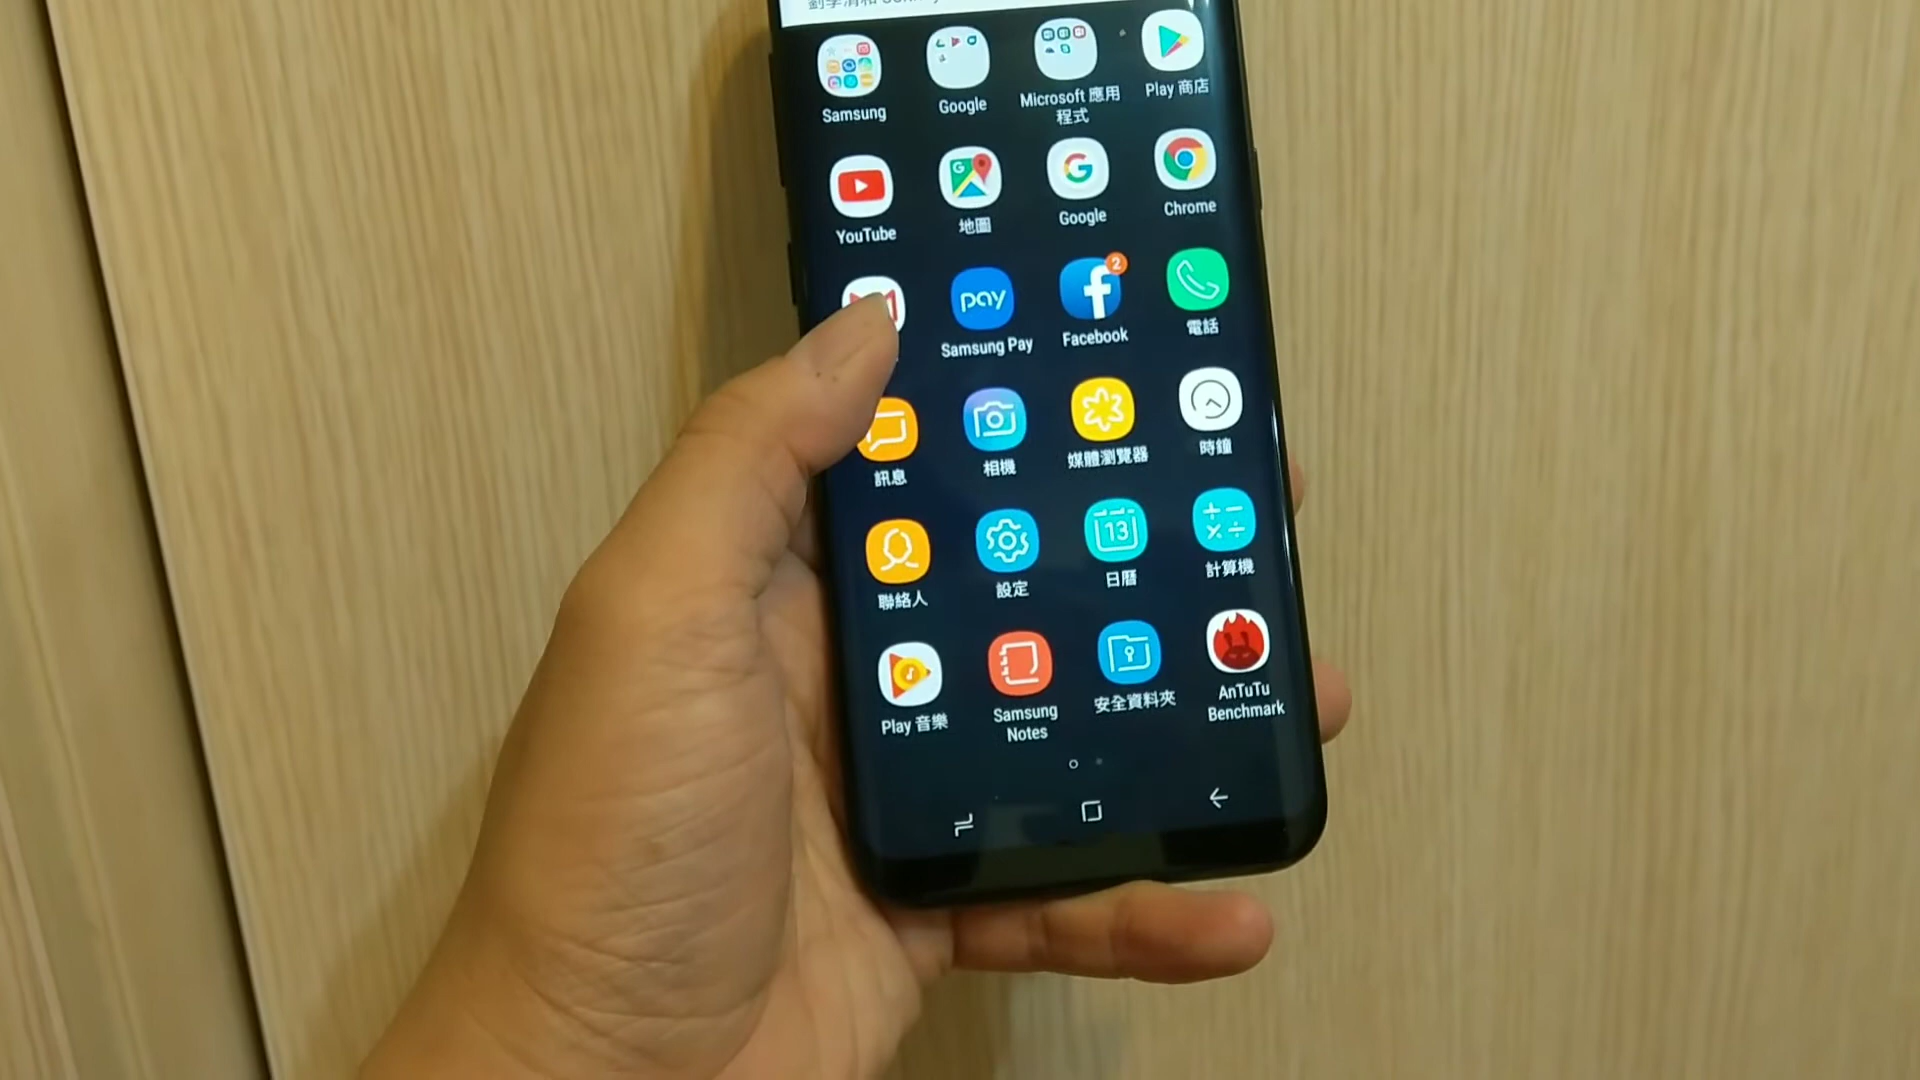 Samsung
Google
Microsoft 應用
程式
Play 商店
YouTube
地圖
Google
Chrome
pay
Samsung Pay
2
Facebook
電話
訊息
相機
媒體瀏覽器
時鐘
聯絡人
設定
13
日曆
計算機
Play 音樂
Samsung
Notes
安全資料夾
AnTuTu
Benchmark